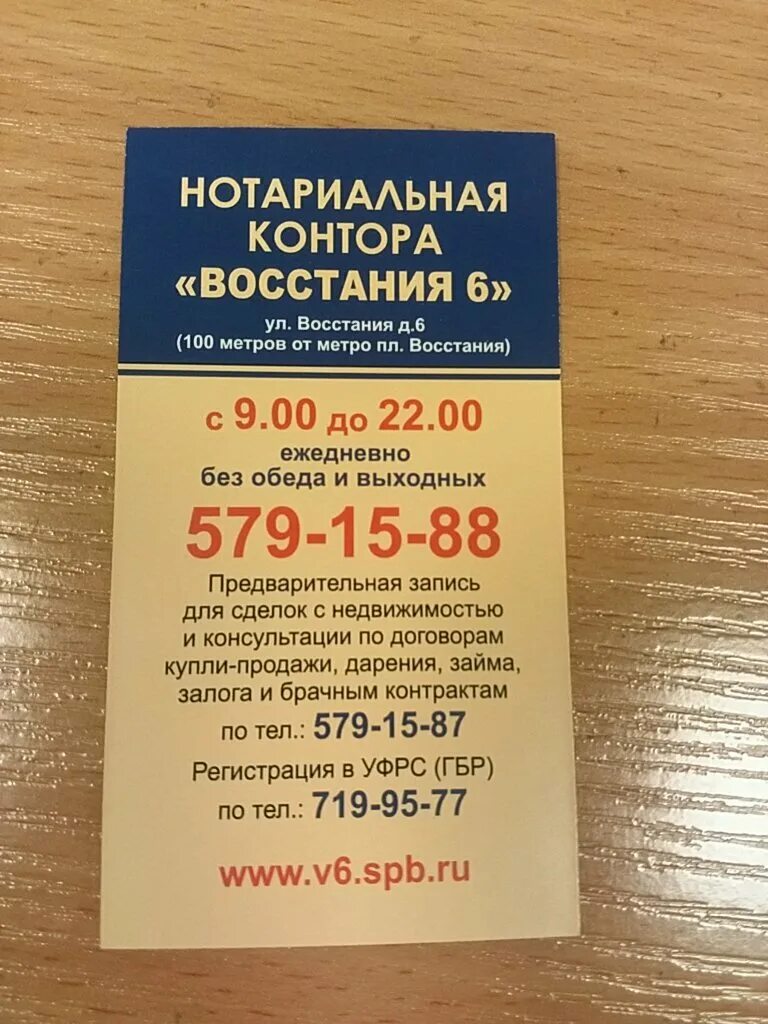 НОТАРИАЛЬНАЯ
КОНТОРА
«ВОССТАНИЯ 6»
ул. Восстания д.6
(100 метров от метро пл. Восстания)
с 9.00 до 22.00
ежедневно
без обеда и выходных
579-15-88
Предварительная запись
для сделок с недвижимостью
и консультации по договорам
купли-продажи, дарения, займа,
залога и брачным контрактам
по тел.: 579-15-87
Регистрация в УФРС (ГБР)
по тел.: 719-95-77
www.v6.spb.ru